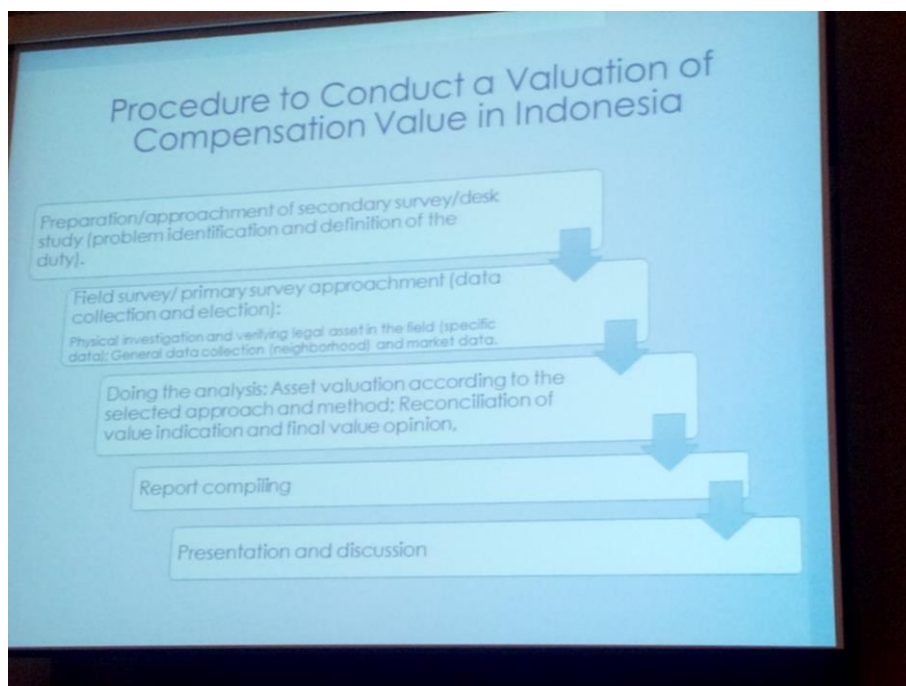 Procedure to Conduct a Valuation of
Compensation Value in Indonesia
Preparation/approachment of secondary survey/desk
study (problem identification and definition of the
duty).
Field survey/ primary survey approachment (data
collection and election):
Physical investigation and verifying legal asset in the field (specific
data); General data collection (neighborhood) and market data.
Doing the analysis: Asset valuation according to the
selected approach and method; Reconciliation of
value indication and final value opinion,
Report compiling
Presentation and discussion